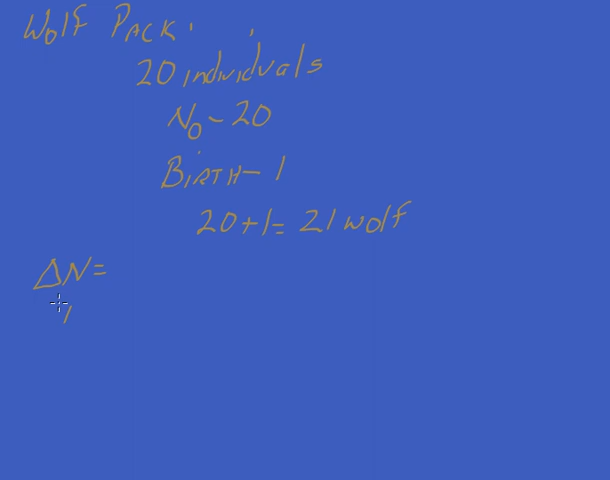 Wolf Pack.
20 individuals
N0 - 20
Birth - 1
20+1= 21 wolf
ΔN=